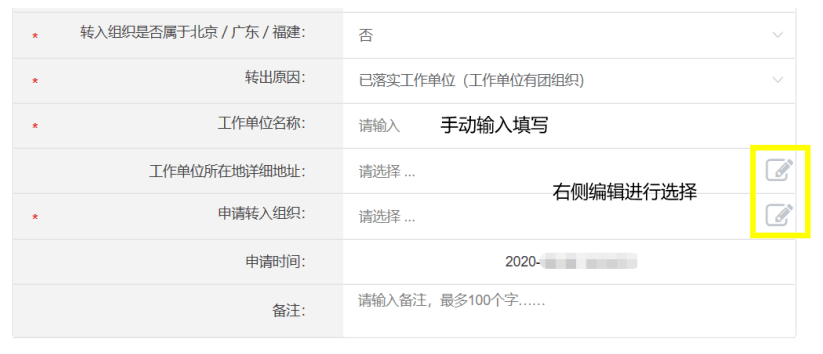 * 转入组织是否属于北京 / 广东 / 福建： 否
* 转出原因： 已落实工作单位（工作单位有团组织）
* 工作单位名称： 请输入 手动输入填写
工作单位所在地详细地址： 请选择 ...
右侧编辑进行选择
* 申请转入组织： 请选择 ...
申请时间： 2020-
备注： 请输入备注，最多100个字……